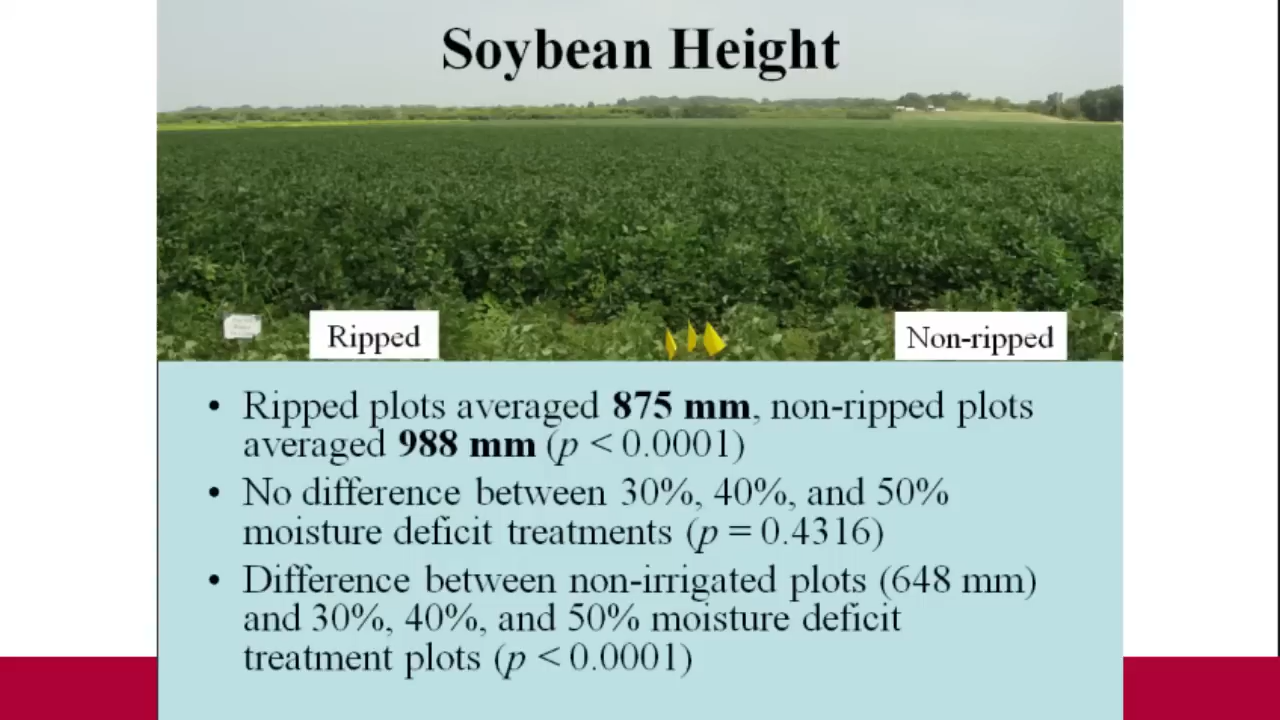 Soybean Height
Ripped
Non-ripped
• Ripped plots averaged 875 mm, non-ripped plots
averaged 988 mm (p < 0.0001)
• No difference between 30%, 40%, and 50%
moisture deficit treatments (p = 0.4316)
• Difference between non-irrigated plots (648 mm)
and 30%, 40%, and 50% moisture deficit
treatment plots (p < 0.0001)